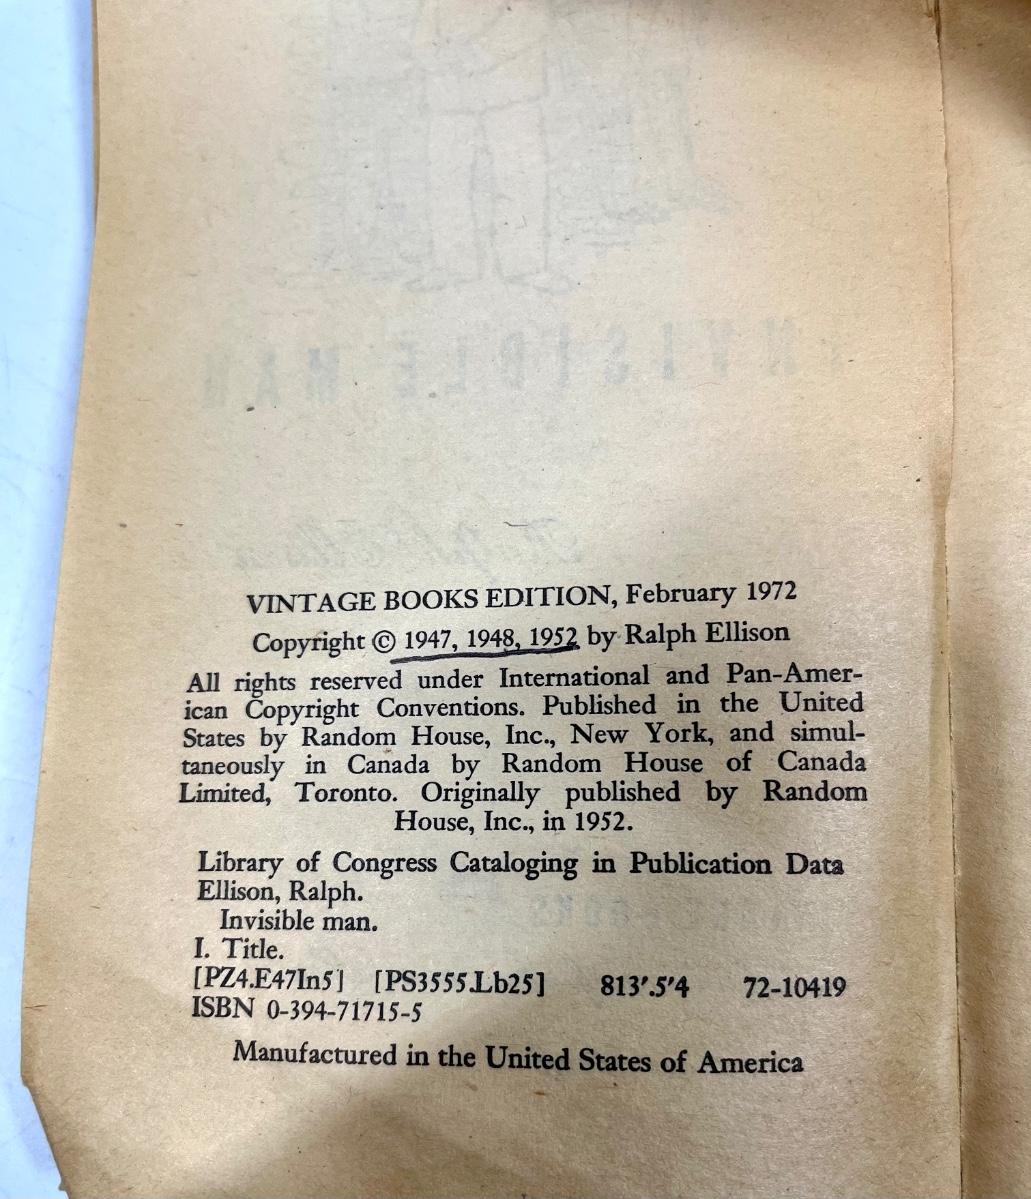 INVISIBLE MAN
VINTAGE BOOKS EDITION, February 1972
Copyright © 1947, 1948, 1952 by Ralph Ellison
All rights reserved under International and Pan-Amer-
ican Copyright Conventions. Published in the United
States by Random House, Inc., New York, and simul-
taneously in Canada by Random House of Canada
Limited, Toronto. Originally published by Random
House, Inc., in 1952.
Library of Congress Cataloging in Publication Data
Ellison, Ralph.
Invisible man.
I. Title.
[PZ4.E47In5] [PS3555.Lb25] 813'.5'4 72-10419
ISBN 0-394-71715-5
Manufactured in the United States of America